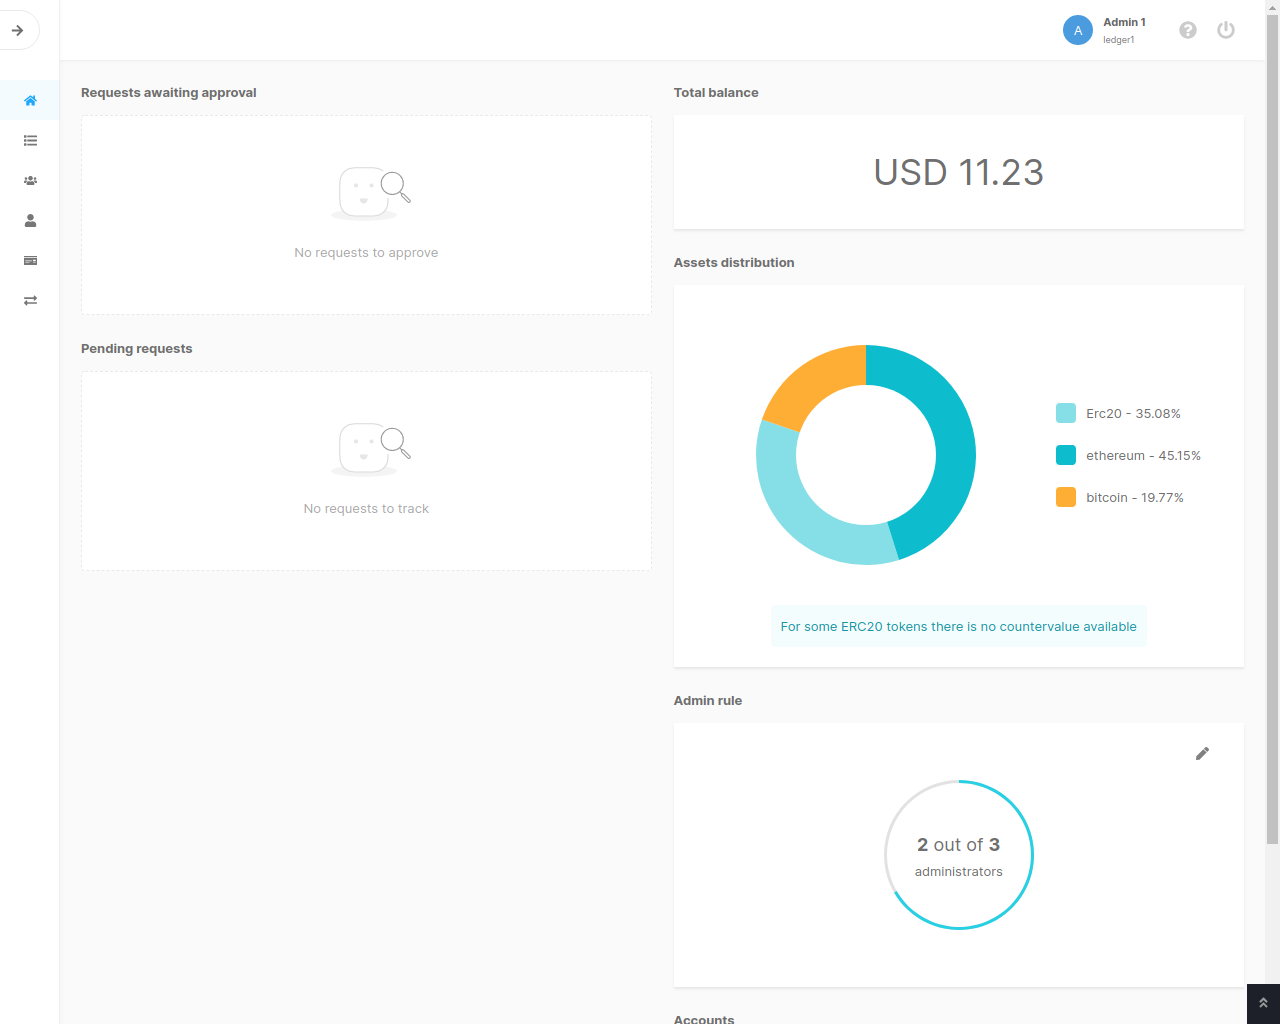 A
Admin 1
ledger1
Requests awaiting approval
No requests to approve
Pending requests
No requests to track
Total balance
USD 11.23
Assets distribution
Erc20 - 35.08%
ethereum - 45.15%
bitcoin - 19.77%
For some ERC20 tokens there is no countervalue available
Admin rule
2 out of 3
administrators
Accounts